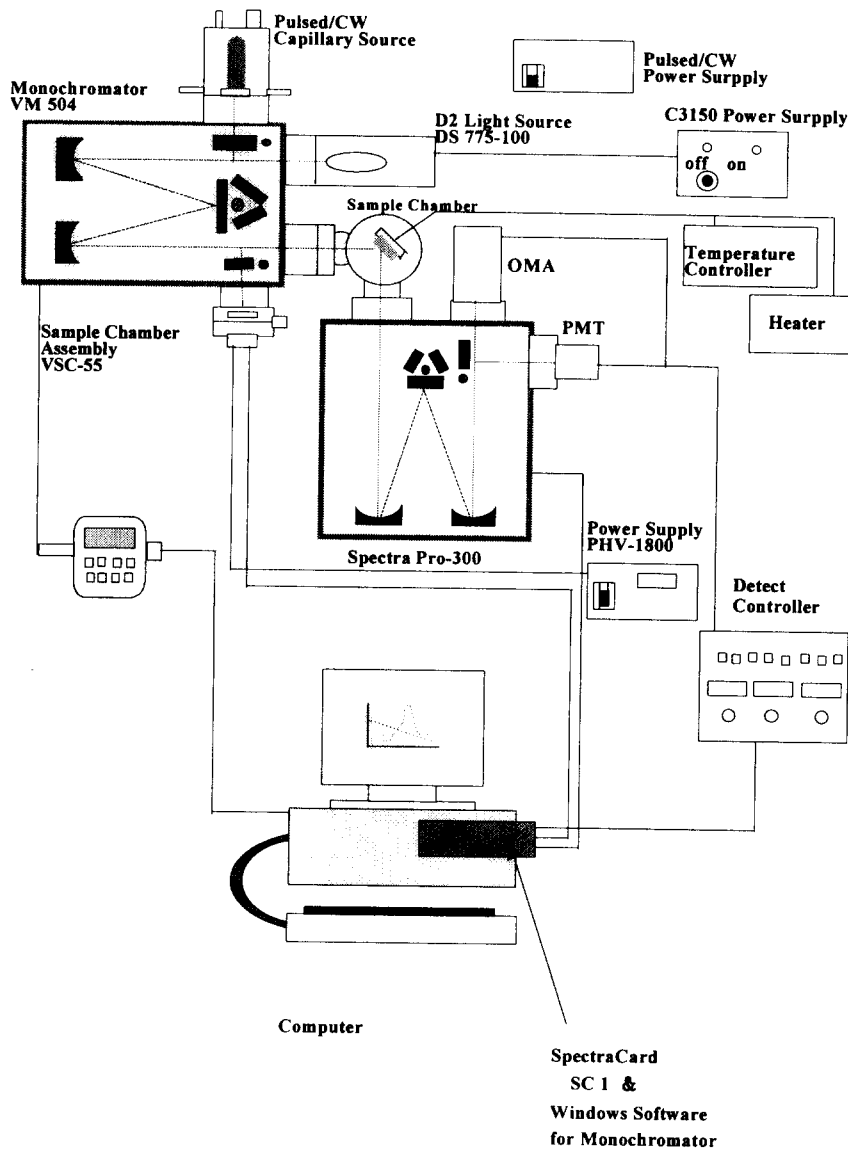 Pulsed/CW
Capillary Source
Pulsed/CW
Power Surpply
Monochromator
VM 504
D2 Light Source
DS 775-100
C3150 Power Surpply
off on
Sample Chamber
OMA
Temperature
Controller
Heater
PMT
Sample Chamber
Assembly
VSC-55
Spectra Pro-300
Power Supply
PHV-1800
Detect
Controller
Computer
SpectraCard
SC 1 &
Windows Software
for Monochromator